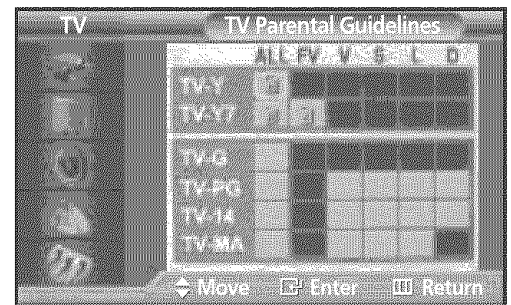 TV TV Parental Guidelines
ALL FV V S L D
TV-Y
TV-Y7
TV-G
TV-PG
TV-14
TV-MA
Move Enter Return